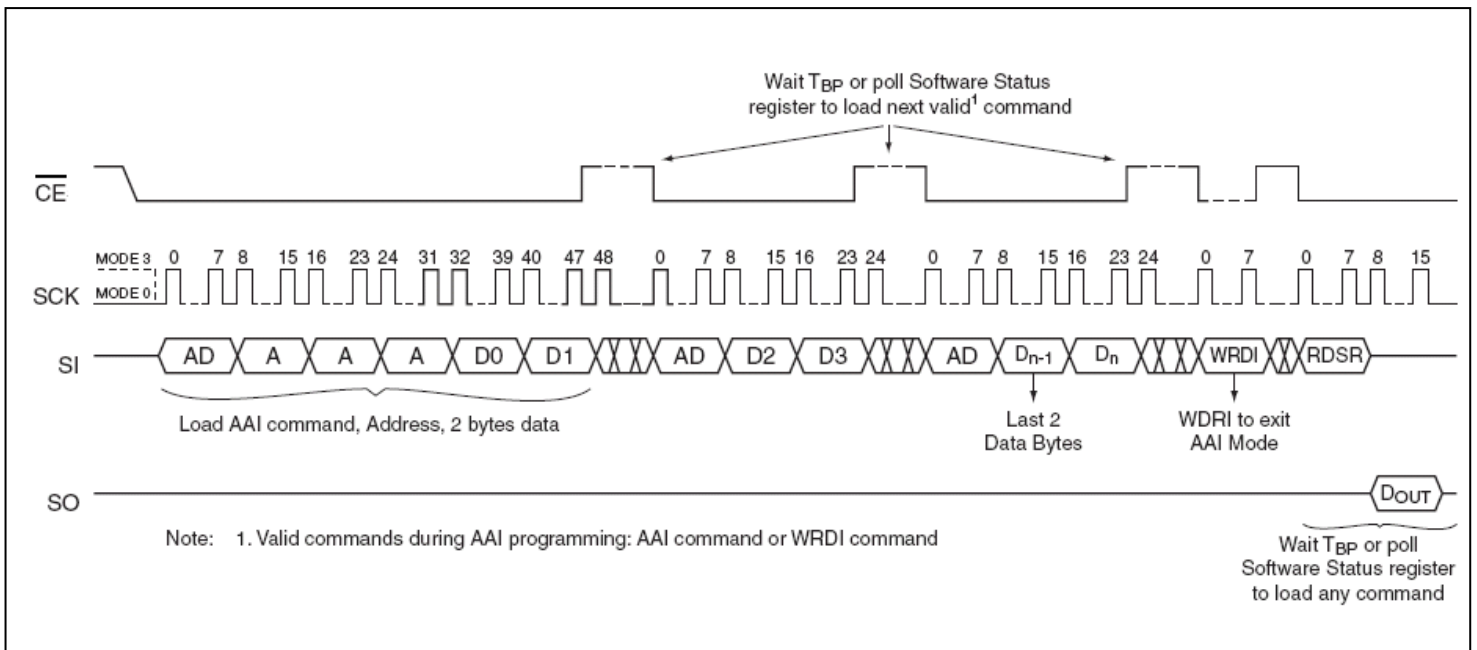 Wait TBP or poll Software Status
register to load next valid1 command
CE
MODE 3 0 7 8 15 16 23 24 31 32 39 40 47 48 0 7 8 15 16 23 24 0 7 8 15 16 23 24 0 7 0 7 8 15
SCK MODE 0
SI AD A A A D0 D1 AD D2 D3 AD Dn-1 Dn WRDI RDSR
Load AAI command, Address, 2 bytes data
Last 2
Data Bytes
WDRI to exit
AAI Mode
SO DOUT
Note: 1. Valid commands during AAI programming: AAI command or WRDI command
Wait TBP or poll
Software Status register
to load any command